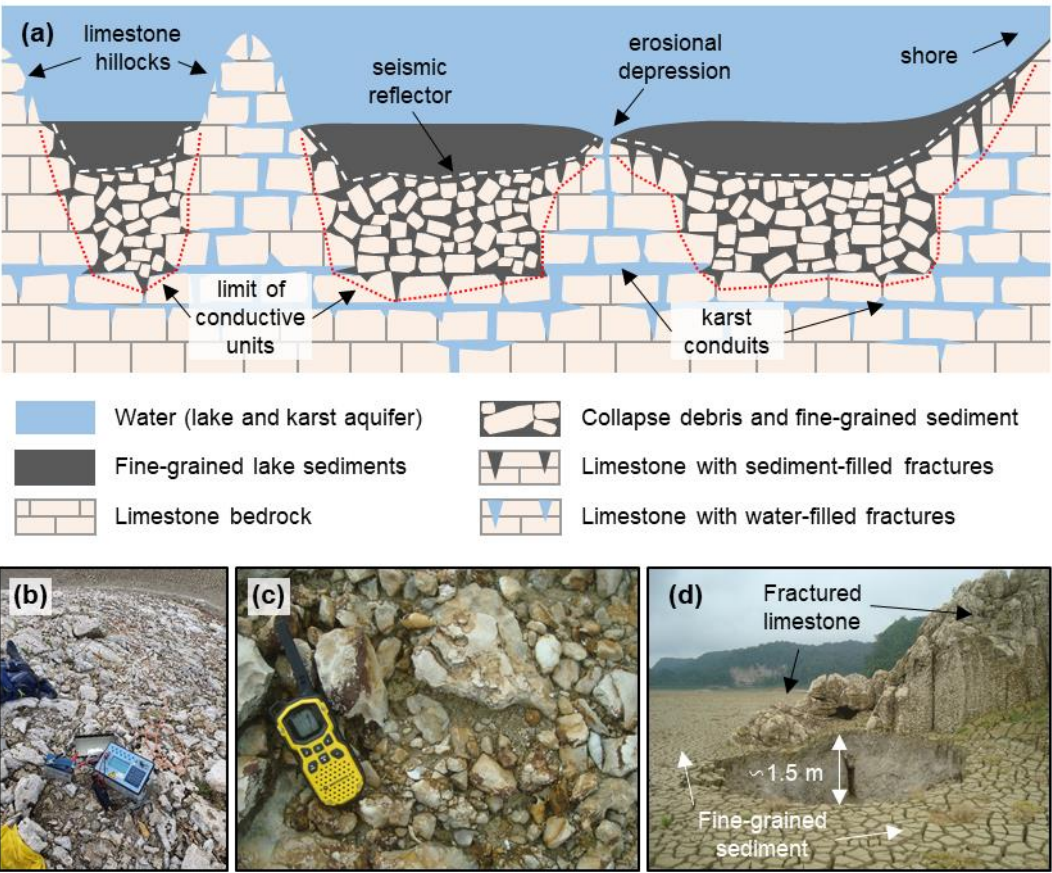 (a)
limestone
hillocks
seismic
reflector
erosional
depression
shore
limit of
conductive
units
karst
conduits
Water (lake and karst aquifer)
Fine-grained lake sediments
Limestone bedrock
Collapse debris and fine-grained sediment
Limestone with sediment-filled fractures
Limestone with water-filled fractures
(b)
(c)
(d)
Fractured
limestone
~1.5 m
Fine-grained
sediment